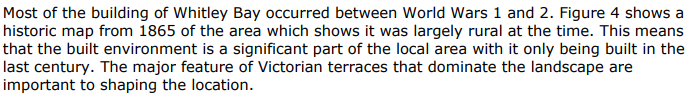 Most of the building of Whitley Bay occurred between World Wars 1 and 2. Figure 4 shows a
historic map from 1865 of the area which shows it was largely rural at the time. This means
that the built environment is a significant part of the local area with it only being built in the
last century. The major feature of Victorian terraces that dominate the landscape are
important to shaping the location.